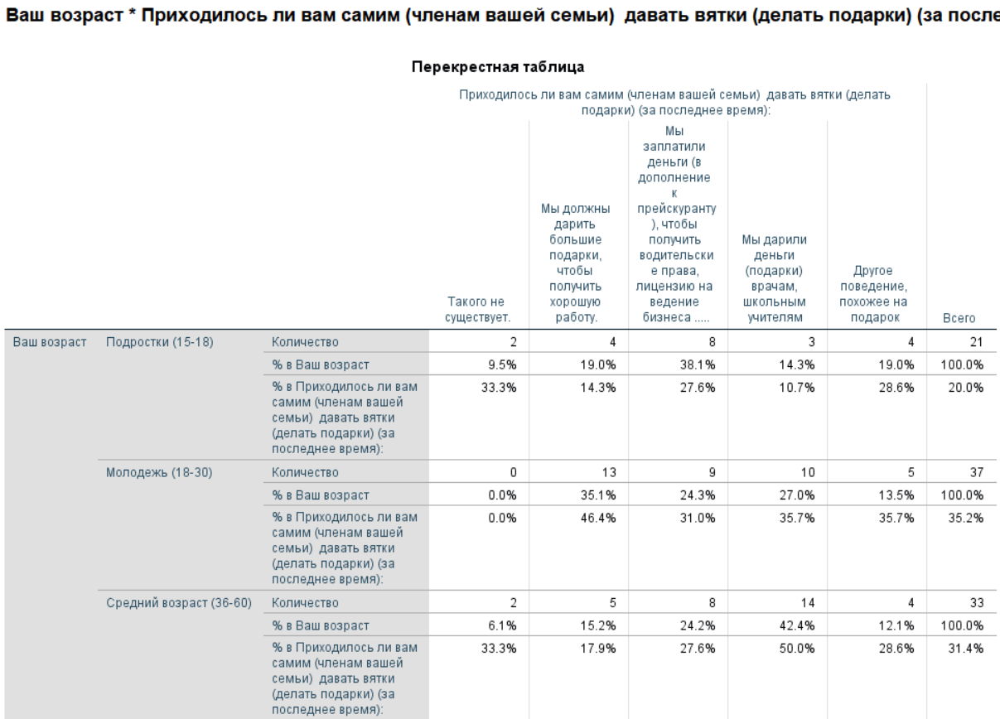 Ваш возраст * Приходилось ли вам самим (членам вашей семьи) давать вятки (делать подарки) (за после
Перекрестная таблица
Приходилось ли вам самим (членам вашей семьи) давать вятки (делать
подарки) (за последнее время):
Такого не
существует.
Мы должны
дарить
большие
подарки,
чтобы
получить
хорошую
работу.
Мы
заплатили
деньги (в
дополнение
к
прейскуранту
), чтобы
получить
водительски
е права,
лицензию на
ведение
бизнеса .....
Мы дарили
деньги
(подарки)
врачам,
школьным
учителям
Другое
поведение,
похожее на
подарок
Всего
Ваш возраст Подростки (15-18) Количество 2 4 8 3 4 21
% в Ваш возраст 9.5% 19.0% 38.1% 14.3% 19.0% 100.0%
% в Приходилось ли вам 33.3% 14.3% 27.6% 10.7% 28.6% 20.0%
самим (членам вашей
семьи) давать вятки
(делать подарки) (за
последнее время):
Молодежь (18-30) Количество 0 13 9 10 5 37
% в Ваш возраст 0.0% 35.1% 24.3% 27.0% 13.5% 100.0%
% в Приходилось ли вам 0.0% 46.4% 31.0% 35.7% 35.7% 35.2%
самим (членам вашей
семьи) давать вятки
(делать подарки) (за
последнее время):
Средний возраст (36-60) Количество 2 5 8 14 4 33
% в Ваш возраст 6.1% 15.2% 24.2% 42.4% 12.1% 100.0%
% в Приходилось ли вам 33.3% 17.9% 27.6% 50.0% 28.6% 31.4%
самим (членам вашей
семьи) давать вятки
(делать подарки) (за
последнее время):